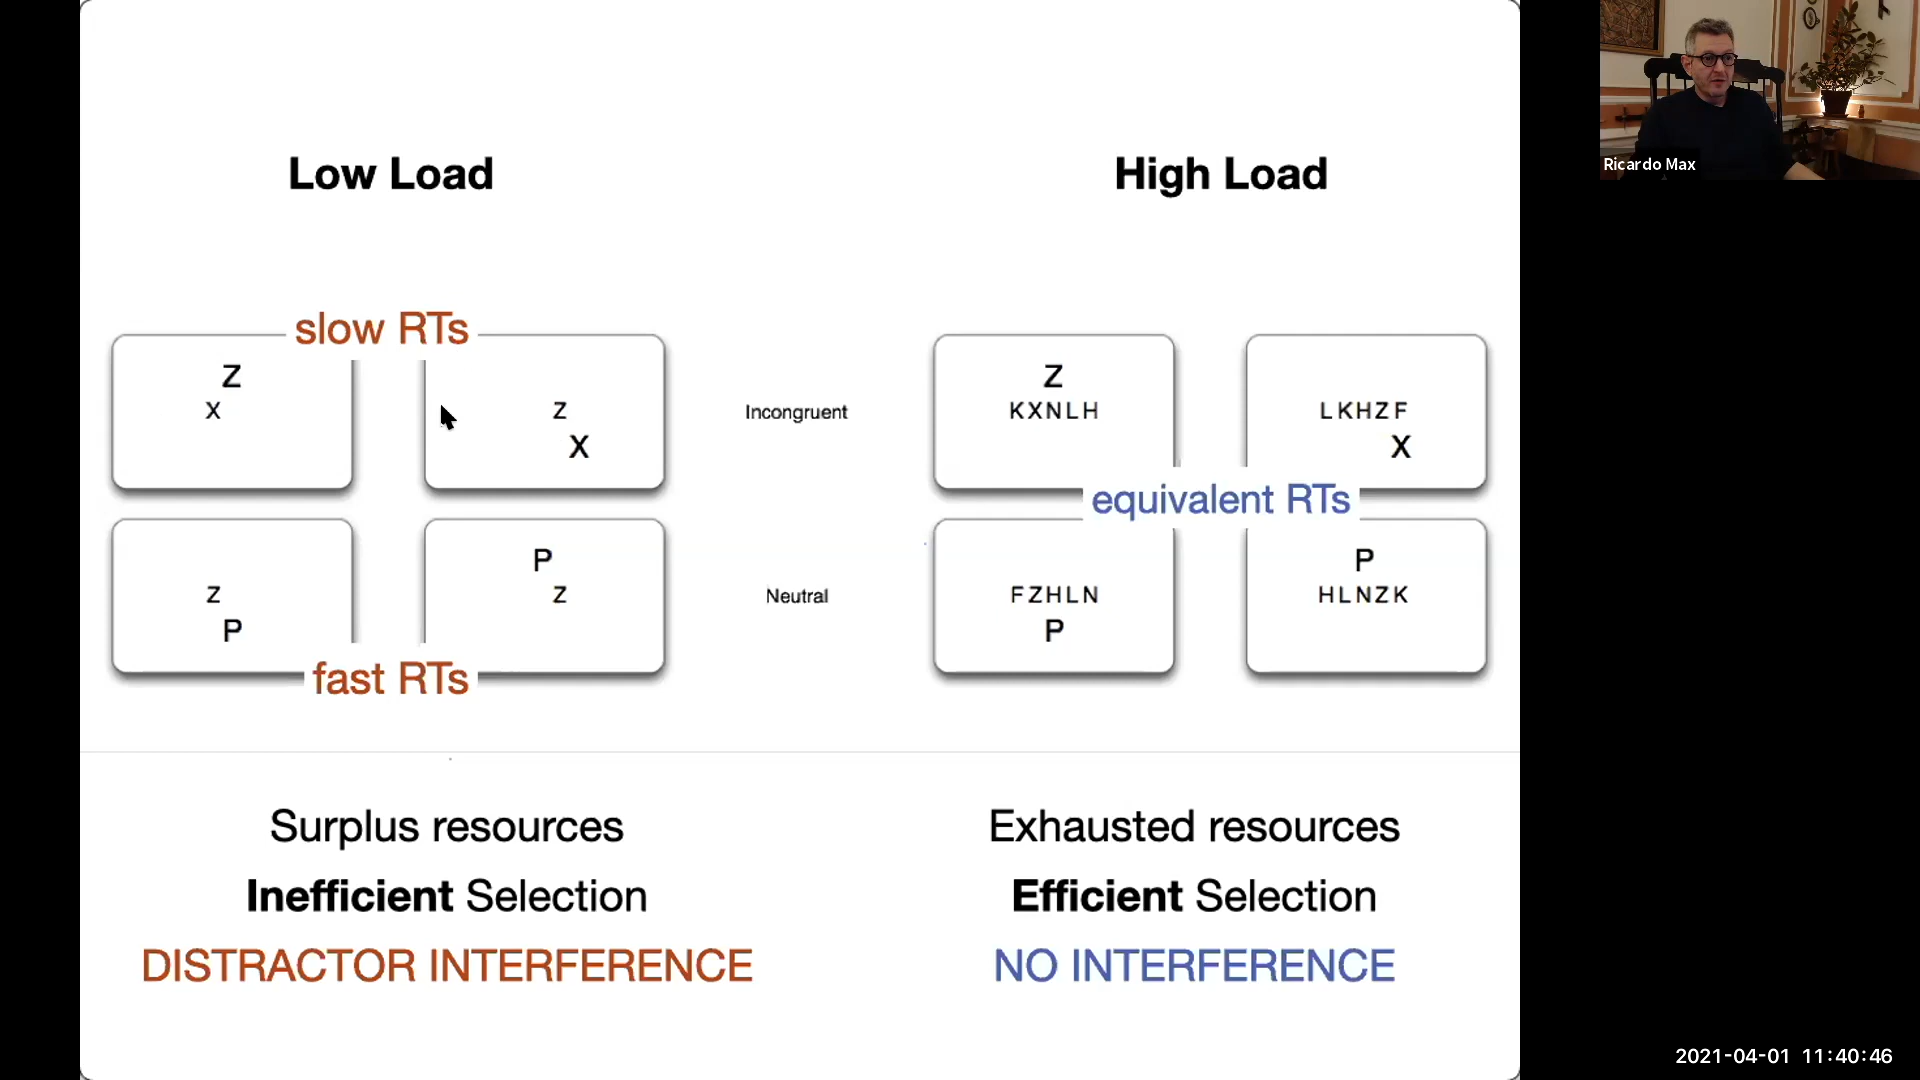 Low Load
High Load
slow RTs
Z
X
Z
X
Incongruent
Z
KXNLH
LKHZF
X
equivalent RTs
Z
P
P
Z
Neutral
FZHLN
P
P
HLNZK
fast RTs
Surplus resources
Inefficient Selection
DISTRACTOR INTERFERENCE
Exhausted resources
Efficient Selection
NO INTERFERENCE
Ricardo Max
2021-04-01 11:40:46